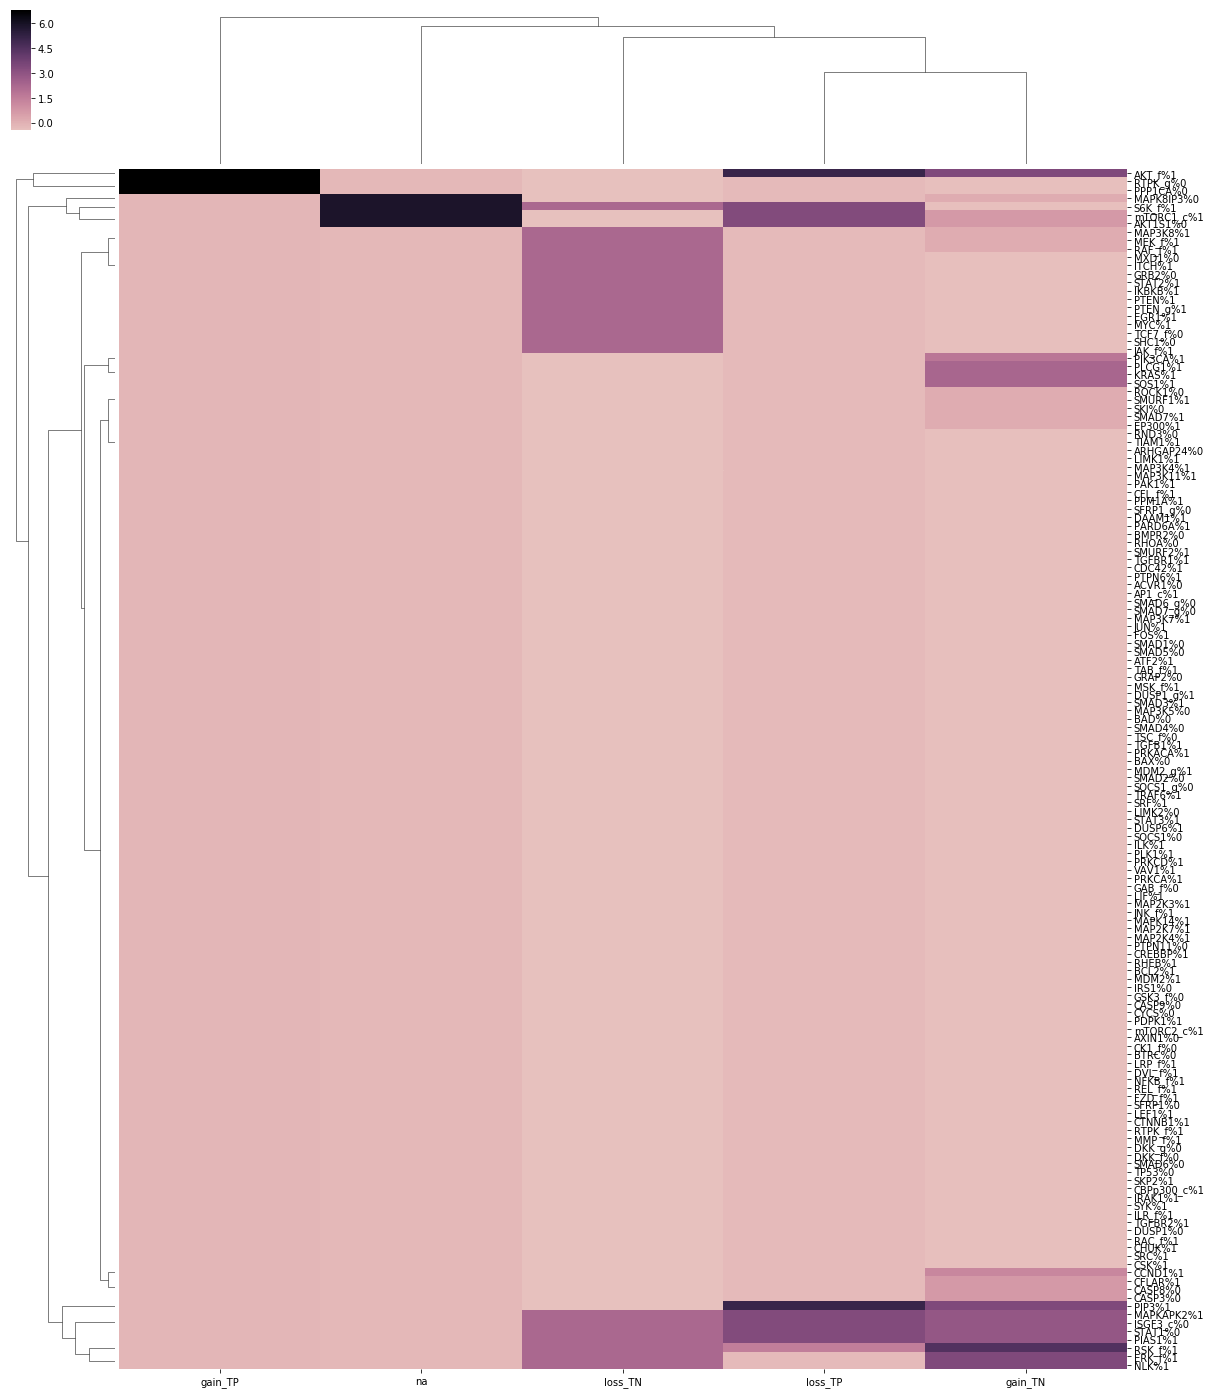 6.0
4.5
3.0
1.5
0.0
AKT_f%1
RTPK_g%0
PPP1CA%0
MAPK8IP3%0
S6K_f%1
mTORC1_c%1
AKT1S1%0
MAP3K8%1
MEK_f%1
RAF_f%1
MXD1%0
ITCH%1
GRB2%0
STAT2%1
IKBKB%1
PTEN%1
PTEN_g%1
EGR1%1
MYC%1
TCF7_f%0
SHC1%0
JAK_f%1
PIK3CA%1
PLCG1%1
KRAS%1
SOS1%1
ROCK1%0
SMURF1%1
SKI%0
SMAD7%1
EP300%1
RND3%0
TIAM1%1
ARHGAP24%0
LIMK1%1
MAP3K4%1
MAP3K11%1
PAK1%1
CFL_f%1
PPM1A%1
SFRP1_g%0
DAAM1%1
PARD6A%1
BMPR2%0
RHOA%0
SMURF2%1
TGFBR1%1
CDC42%1
PTPN6%1
ACVR1%0
AP1_c%1
SMAD6_g%0
SMAD7_g%0
MAP3K7%1
JUN%1
FOS%1
SMAD1%0
SMAD5%0
ATF2%1
TAB_f%1
GRAP2%0
MSK_f%1
DUSP1_g%1
SMAD3%1
MAP3K5%0
BAD%0
SMAD4%0
TSC_f%0
TGFB1%1
PRKACA%1
BAX%0
MDM2_g%1
SMAD2%0
SOCS1_g%0
TRAF6%1
SRF%1
LIMK2%0
STAT3%1
DUSP6%1
SOCS1%0
ILK%1
PLK1%1
PRKCD%1
VAV1%1
PRKCA%1
GAB_f%0
LIF%1
MAP2K3%1
JNK_f%1
MAPK14%1
MAP2K7%1
MAP2K4%1
PTPN11%0
CREBBP%1
RHEB%1
BCL2%1
MDM2%1
IRS1%0
GSK3_f%0
CASP9%0
CYCS%0
PDPK1%1
mTORC2_c%1
AXIN1%0
CK1_f%0
BTRC%0
LRP_f%1
DVL_f%1
NFKB_f%1
REL_f%1
FZD_f%1
SFRP1%0
LEF1%1
CTNNB1%1
RTPK_f%1
MMP_f%1
DKK_g%0
DKK_f%0
SMAD6%0
TP53%0
SKP2%1
CBPp300_c%1
IRAK1%1
SYK%1
ILR_f%1
TGFBR2%1
DUSP1%0
RAC_f%1
CHUK%1
SRC%1
CSK%1
CCND1%1
CFLAR%1
CASP8%0
CASP3%0
PIP3%1
MAPKAPK2%1
ISGF3_c%0
STAT1%0
PIAS1%1
RSK_f%1
ERK_f%1
NLK%1
gain_TP na loss_TN loss_TP gain_TN